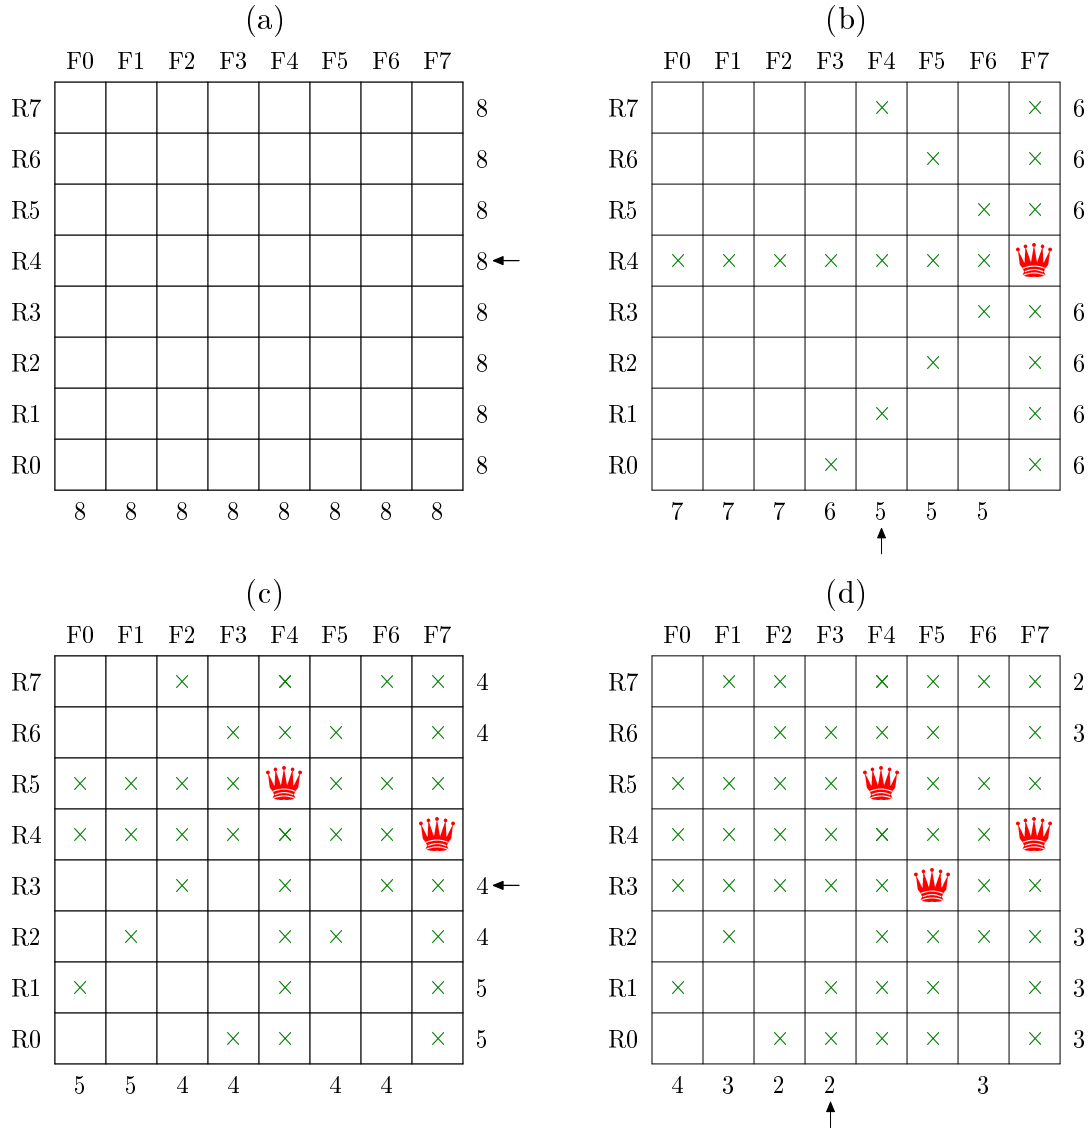 (a) (b)
F0 F1 F2 F3 F4 F5 F6 F7 F0 F1 F2 F3 F4 F5 F6 F7
R7 8 R7 6
R6 8 R6 6
R5 8 R5 6
R4 8 R4
R3 8 R3 6
R2 8 R2 6
R1 8 R1 6
R0 8 R0 6
8 8 8 8 8 8 8 8 7 7 7 6 5 5 5
(c) (d)
F0 F1 F2 F3 F4 F5 F6 F7 F0 F1 F2 F3 F4 F5 F6 F7
R7 4 R7 2
R6 4 R6 3
R5 R5
R4 R4
R3 4 R3
R2 4 R2 3
R1 5 R1 3
R0 5 R0 3
5 5 4 4 4 4 4 3 2 2 3